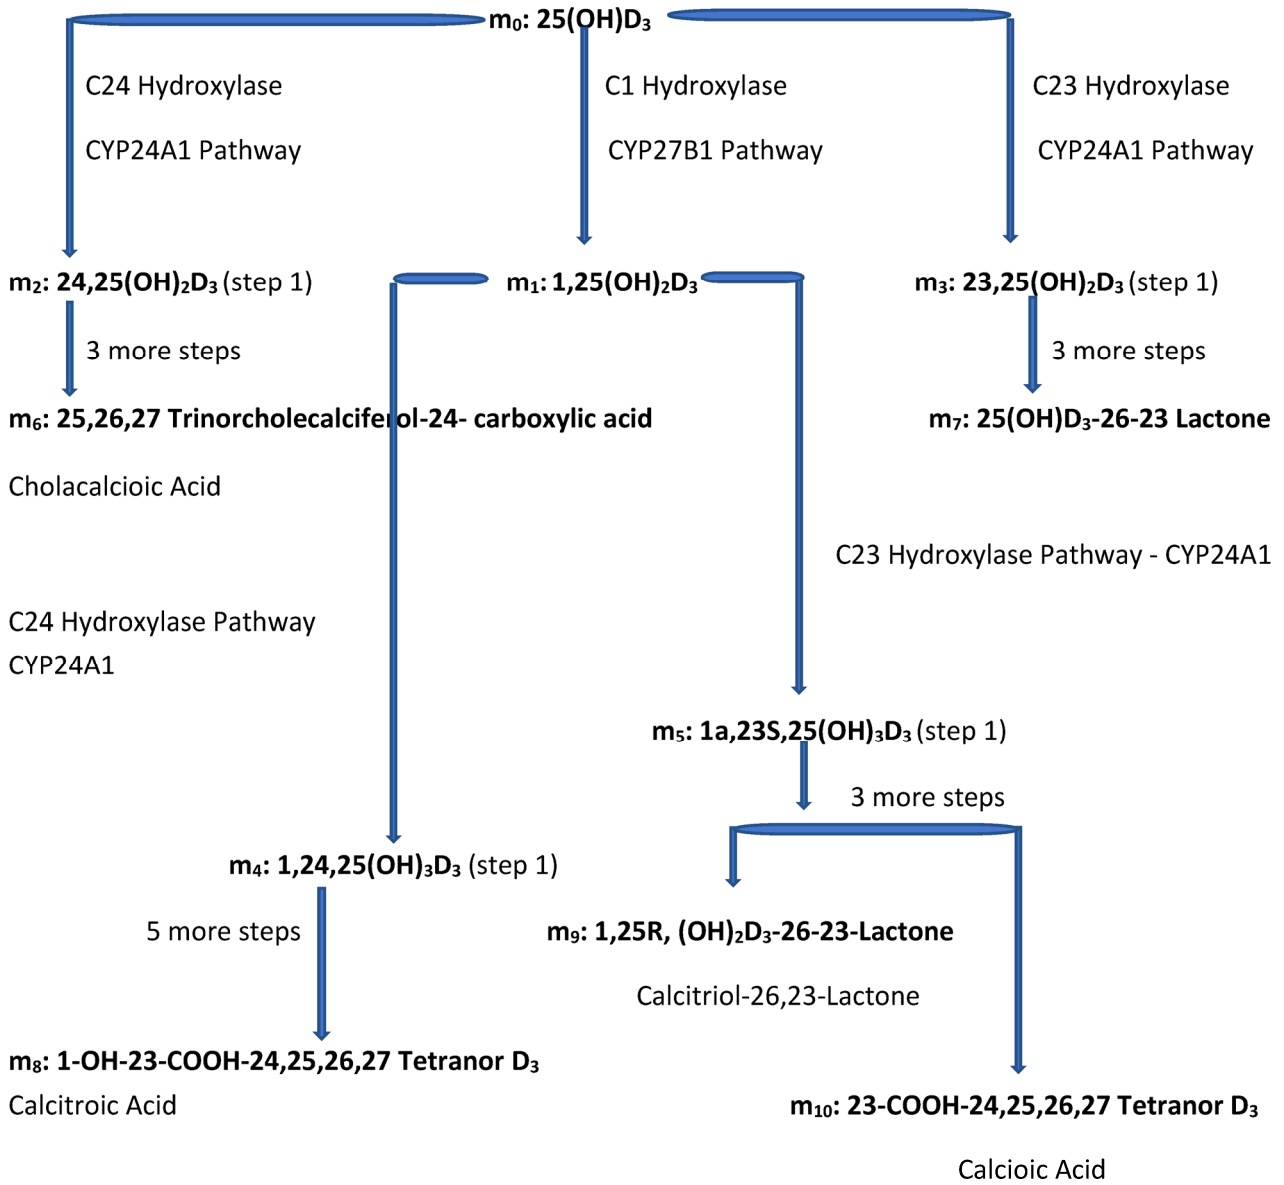 m₀: 25(OH)D₃
C24 Hydroxylase
C1 Hydroxylase
C23 Hydroxylase
CYP24A1 Pathway
CYP27B1 Pathway
CYP24A1 Pathway
m₂: 24,25(OH)₂D₃ (step 1)
m₁: 1,25(OH)₂D₃
m₃: 23,25(OH)₂D₃ (step 1)
3 more steps
3 more steps
m₆: 25,26,27 Trinorcholecalciferol-24- carboxylic acid
m₇: 25(OH)D₃-26-23 Lactone
Cholacalcioic Acid
C23 Hydroxylase Pathway - CYP24A1
C24 Hydroxylase Pathway
CYP24A1
m₅: 1a,23S,25(OH)₃D₃ (step 1)
3 more steps
m₄: 1,24,25(OH)₃D₃ (step 1)
5 more steps
m₉: 1,25R, (OH)₂D₃-26-23-Lactone
Calcitriol-26,23-Lactone
m₈: 1-OH-23-COOH-24,25,26,27 Tetranor D₃
Calcitroic Acid
m₁₀: 23-COOH-24,25,26,27 Tetranor D₃
Calcioic Acid